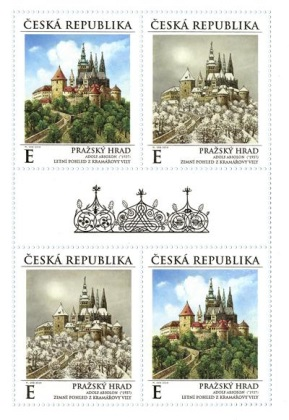 ČESKÁ REPUBLIKA
E
PRAŽSKÝ HRAD
ADOLF ABSOLON (*1937)
LETNÍ POHLED Z KRAMÁŘOVY VILY
ČESKÁ REPUBLIKA
E
PRAŽSKÝ HRAD
ADOLF ABSOLON (*1937)
ZIMNÍ POHLED Z KRAMÁŘOVY VILY
ČESKÁ REPUBLIKA
E
PRAŽSKÝ HRAD
ADOLF ABSOLON (*1937)
ZIMNÍ POHLED Z KRAMÁŘOVY VILY
ČESKÁ REPUBLIKA
E
PRAŽSKÝ HRAD
ADOLF ABSOLON (*1937)
LETNÍ POHLED Z KRAMÁŘOVY VILY